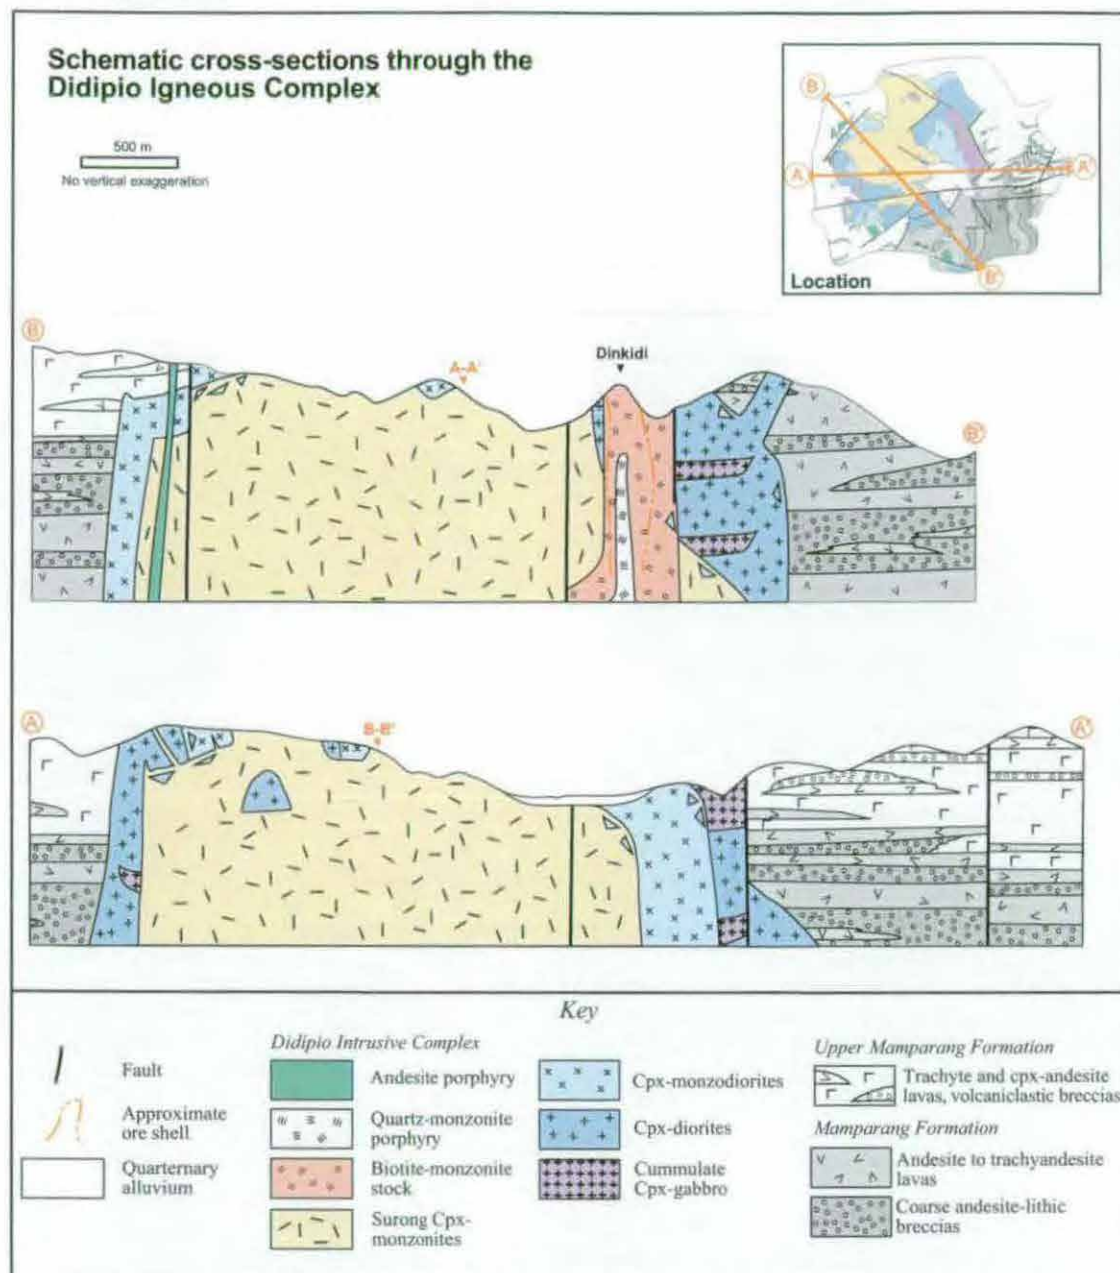 Schematic cross-sections through the
Didipio Igneous Complex
500 m
No vertical exaggeration
B
A
A'
B'
Location
B
A-A'
Dinkidi
B'
A
B-B'
A'
Key
Fault
Approximate
ore shell
Quarternary
alluvium
Didipio Intrusive Complex
Andesite porphyry
Quartz-monzonite
porphyry
Biotite-monzonite
stock
Surong Cpx-
monzonites
Cpx-monzodiorites
Cpx-diorites
Cummulate
Cpx-gabbro
Upper Mamparang Formation
Trachyte and cpx-andesite
lavas, volcaniclastic breccias
Mamparang Formation
Andesite to trachyandesite
lavas
Coarse andesite-lithic
breccias